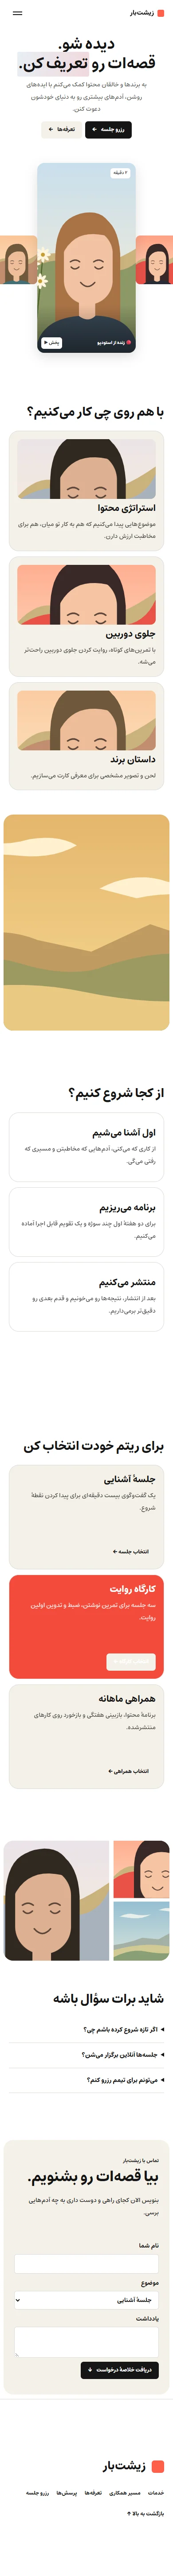 زیشت‌بار
دیده شو.
قصه‌ات رو تعریف کن.
به برندها و خالقان محتوا کمک می‌کنیم با ایده‌های
روشن، آدم‌های بیشتری رو به دنیای خودشون
دعوت کنن.
رزرو جلسه ←
تعرفه‌ها ←
۲ دقیقه
زنده از استودیو
پخش ▶
با هم روی چی کار می‌کنیم؟
استراتژی محتوا
موضوع‌هایی پیدا می‌کنیم که هم به کار تو میان، هم برای
مخاطبت ارزش دارن.
جلوی دوربین
با تمرین‌های کوتاه، روایت کردن جلوی دوربین راحت‌تر
می‌شه.
داستان برند
لحن و تصویر مشخصی برای معرفی کارت می‌سازیم.
از کجا شروع کنیم؟
اول آشنا می‌شیم
از کاری که می‌کنی، آدم‌هایی که مخاطبتن و مسیری که
رفتی می‌گی.
برنامه می‌ریزیم
برای دو هفتهٔ اول چند سوژه و یک تقویم قابل اجرا آماده
می‌کنیم.
منتشر می‌کنیم
بعد از انتشار، نتیجه‌ها رو می‌خونیم و قدم بعدی رو
دقیق‌تر برمی‌داریم.
برای ریتم خودت انتخاب کن
جلسهٔ آشنایی
یک گفت‌وگوی بیست دقیقه‌ای برای پیدا کردن نقطهٔ
شروع.
انتخاب جلسه ←
کارگاه روایت
سه جلسه برای تمرین نوشتن، ضبط و تدوین اولین
روایت.
همراهی ماهانه
برنامهٔ محتوا، بازبینی هفتگی و بازخورد روی کارهای
منتشرشده.
انتخاب همراهی ←
شاید برات سؤال باشه
اگر تازه شروع کرده باشم چی؟
جلسه‌ها آنلاین برگزار می‌شن؟
می‌تونم برای تیمم رزرو کنم؟
تماس با زیشت‌بار
بیا قصه‌ات رو بشنویم.
بنویس الان کجای راهی و دوست داری به چه آدم‌هایی
برسی.
نام شما
موضوع
جلسهٔ آشنایی
یادداشت
دریافت خلاصهٔ درخواست ↓
زیشت‌بار
خدمات
مسیر همکاری
تعرفه‌ها
پرسش‌ها
رزرو جلسه
بازگشت به بالا ↑